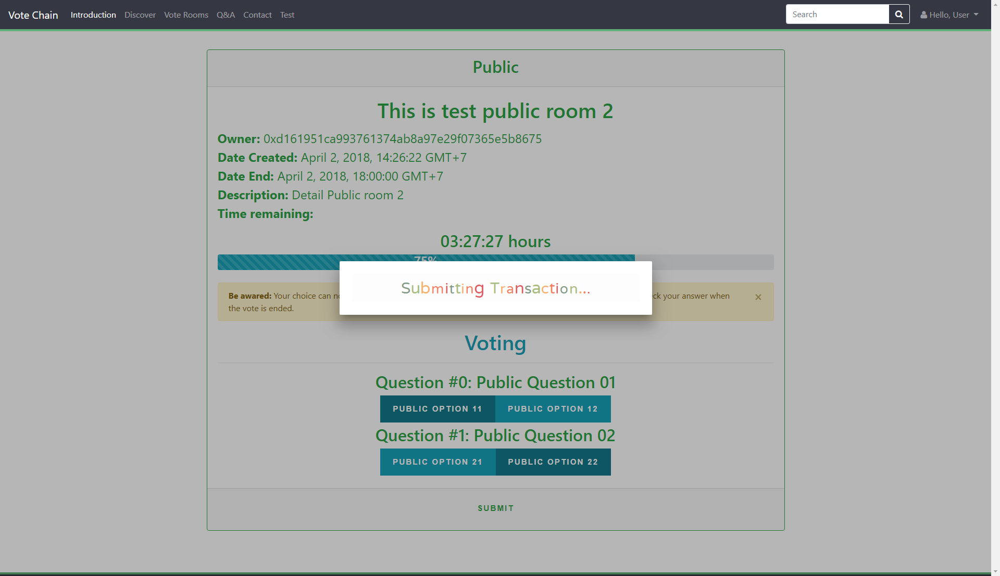 Vote Chain Introduction Discover Vote Rooms Q&A Contact Test Search Hello, User
Public
This is test public room 2
Owner: 0xd161951ca993761374ab8a97e29f07365e5b8675
Date Created: April 2, 2018, 14:26:22 GMT+7
Date End: April 2, 2018, 18:00:00 GMT+7
Description: Detail Public room 2
Time remaining:
03:27:27 hours
75%
Submitting Transaction...
Be awared: Your choice can your answer when ×
the vote is ended.
Voting
Question #0: Public Question 01
PUBLIC OPTION 11 PUBLIC OPTION 12
Question #1: Public Question 02
PUBLIC OPTION 21 PUBLIC OPTION 22
SUBMIT